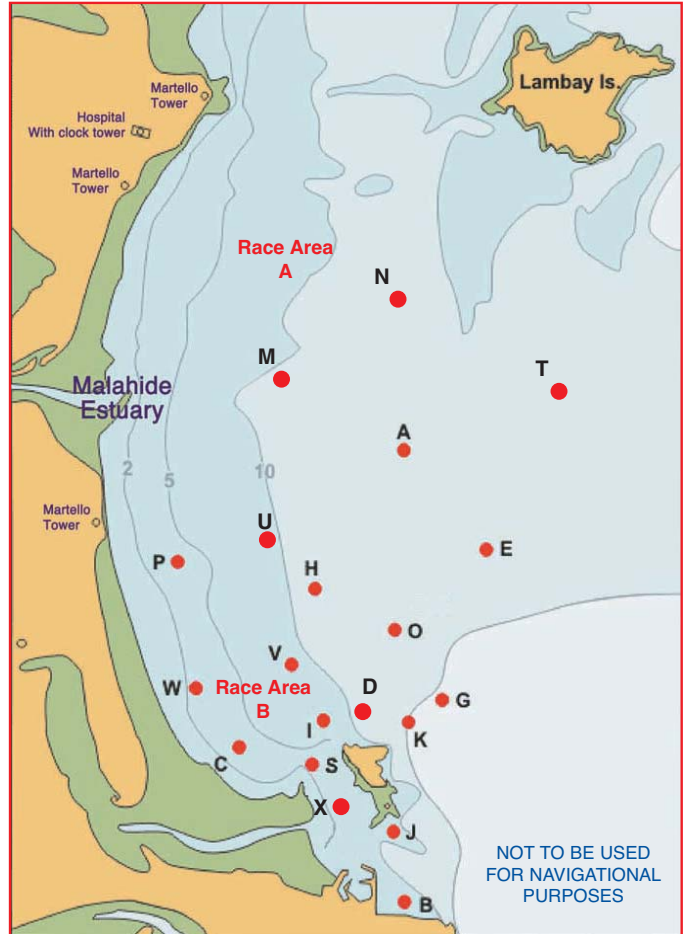 Lambay Is.
Martello
Tower
Hospital
With clock tower
Martello
Tower
Race Area
A
N
M
T
Malahide
Estuary
A
2
5
10
Martello
Tower
U
E
P
H
O
V
W
Race Area
B
D
G
I
K
C
S
X
J
NOT TO BE USED
FOR NAVIGATIONAL
PURPOSES
B